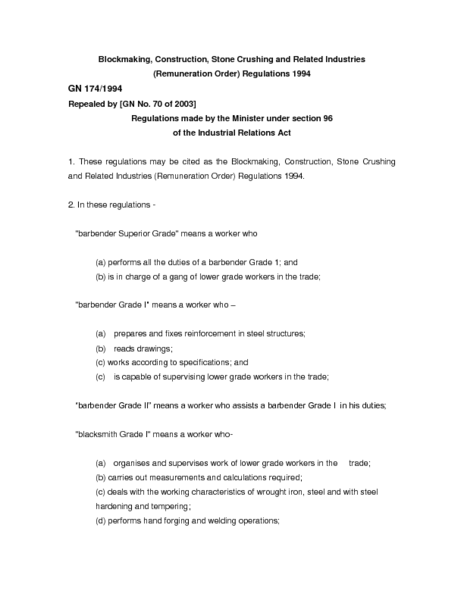 Blockmaking, Construction, Stone Crushing and Related Industries
(Remuneration Order) Regulations 1994
GN 174/1994
Repealed by [GN No. 70 of 2003]
Regulations made by the Minister under section 96
of the Industrial Relations Act
1. These regulations may be cited as the Blockmaking, Construction, Stone Crushing
and Related Industries (Remuneration Order) Regulations 1994.
2. In these regulations -
"barbender Superior Grade" means a worker who
(a) performs all the duties of a barbender Grade 1; and
(b) is in charge of a gang of lower grade workers in the trade;
"barbender Grade I" means a worker who –
(a) prepares and fixes reinforcement in steel structures;
(b) reads drawings;
(c) works according to specifications; and
(c) is capable of supervising lower grade workers in the trade;
"barbender Grade II" means a worker who assists a barbender Grade I in his duties;
"blacksmith Grade I" means a worker who-
(a) organises and supervises work of lower grade workers in the trade;
(b) carries out measurements and calculations required;
(c) deals with the working characteristics of wrought iron, steel and with steel
hardening and tempering;
(d) performs hand forging and welding operations;